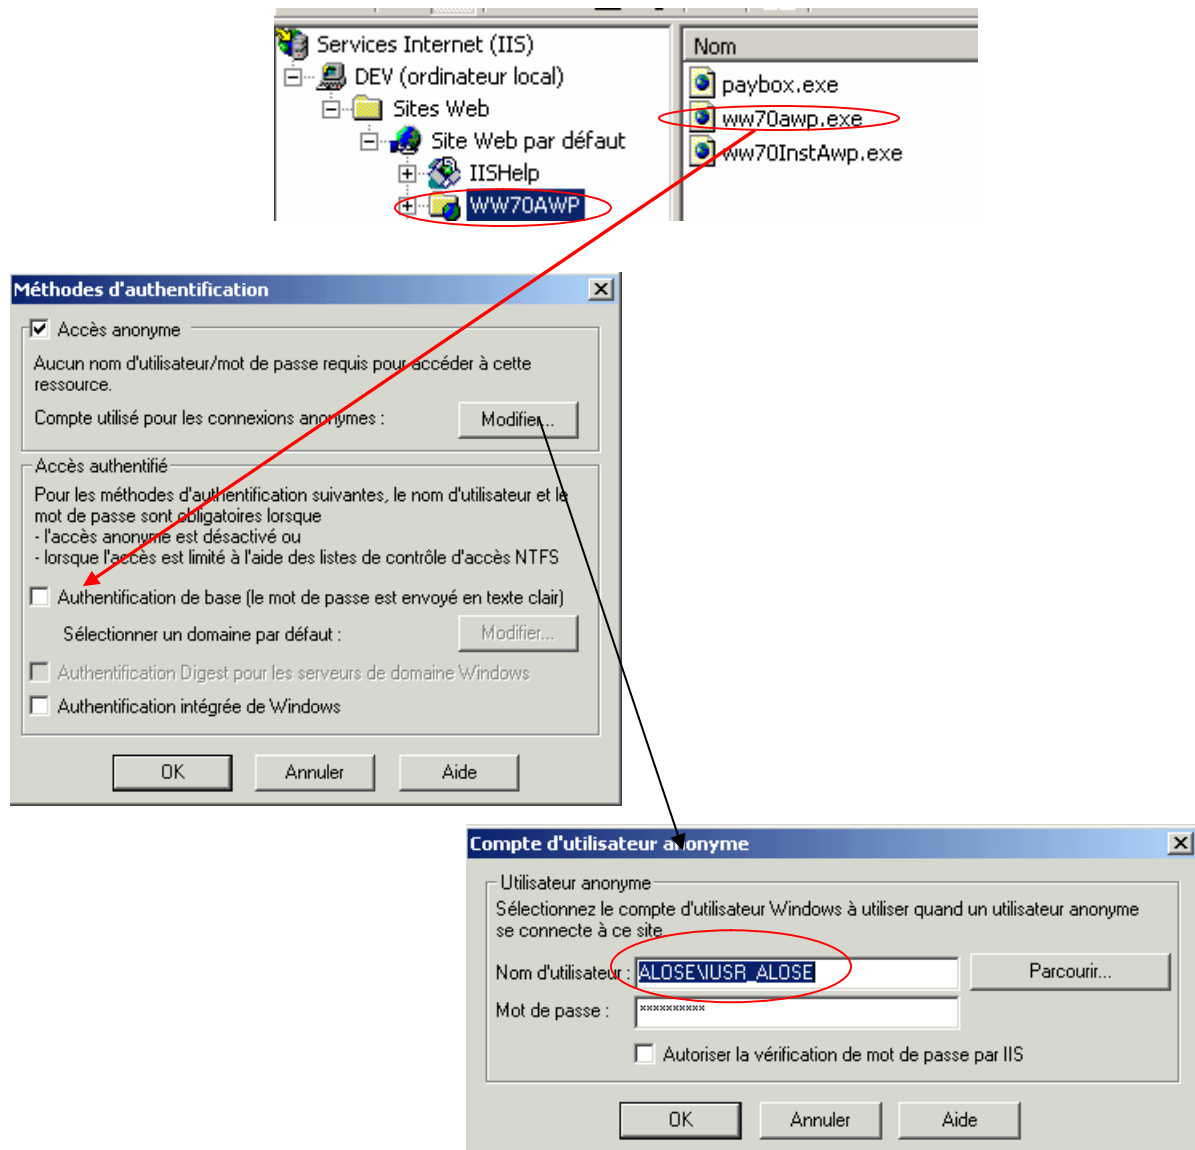 Services Internet (IIS)
DEV (ordinateur local)
Sites Web
Site Web par défaut
IISHelp
WW70AWP
Nom
paybox.exe
ww70awp.exe
ww70InstAwp.exe
Méthodes d'authentification
Accès anonyme
Aucun nom d'utilisateur/mot de passe requis pour accéder à cette
ressource.
Compte utilisé pour les connexions anonymes :
Modifier...
Accès authentifié
Pour les méthodes d'authentification suivantes, le nom d'utilisateur et le
mot de passe sont obligatoires lorsque
- l'accès anonyme est désactivé ou
- lorsque l'accès est limité à l'aide des listes de contrôle d'accès NTFS
Authentification de base (le mot de passe est envoyé en texte clair)
Sélectionner un domaine par défaut :
Modifier...
Authentification Digest pour les serveurs de domaine Windows
Authentification intégrée de Windows
OK
Annuler
Aide
Compte d'utilisateur anonyme
Utilisateur anonyme
Sélectionnez le compte d'utilisateur Windows à utiliser quand un utilisateur anonyme
se connecte à ce site.
Nom d'utilisateur :
ALOSE\IUSR_ALOSE
Parcourir...
Mot de passe :
**********
Autoriser la vérification de mot de passe par IIS
OK
Annuler
Aide